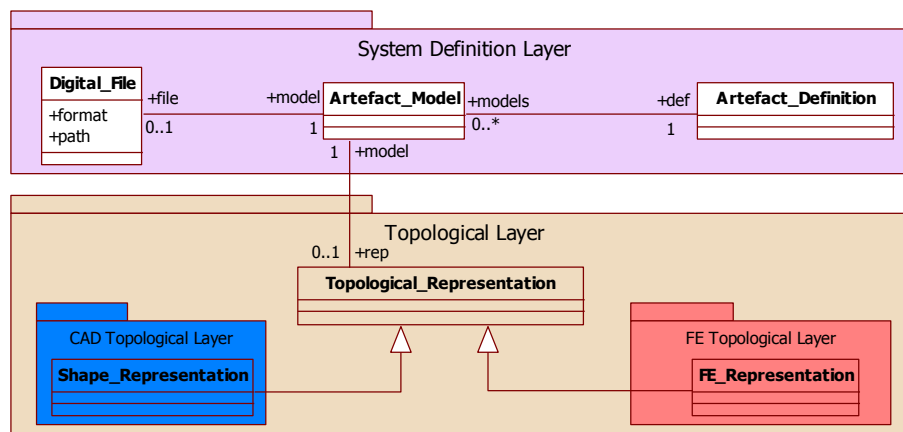 System Definition Layer
Digital_File
+format
+path
+file
0..1
+model
1
Artefact_Model
+models
0..*
+def
1
Artefact_Definition
1
+model
Topological Layer
0..1
+rep
Topological_Representation
CAD Topological Layer
Shape_Representation
FE Topological Layer
FE_Representation